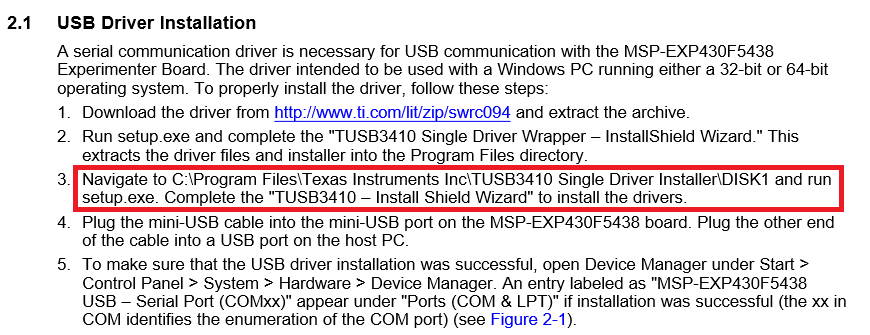 2.1 USB Driver Installation
A serial communication driver is necessary for USB communication with the MSP-EXP430F5438
Experimenter Board. The driver intended to be used with a Windows PC running either a 32-bit or 64-bit
operating system. To properly install the driver, follow these steps:
1. Download the driver from http://www.ti.com/lit/zip/swrc094 and extract the archive.
2. Run setup.exe and complete the "TUSB3410 Single Driver Wrapper – InstallShield Wizard." This
extracts the driver files and installer into the Program Files directory.
3. Navigate to C:\Program Files\Texas Instruments Inc\TUSB3410 Single Driver Installer\DISK1 and run
setup.exe. Complete the "TUSB3410 – Install Shield Wizard" to install the drivers.
4. Plug the mini-USB cable into the mini-USB port on the MSP-EXP430F5438 board. Plug the other end
of the cable into a USB port on the host PC.
5. To make sure that the USB driver installation was successful, open Device Manager under Start >
Control Panel > System > Hardware > Device Manager. An entry labeled as "MSP-EXP430F5438
USB – Serial Port (COMxx)" appear under "Ports (COM & LPT)" if installation was successful (the xx in
COM identifies the enumeration of the COM port) (see Figure 2-1).